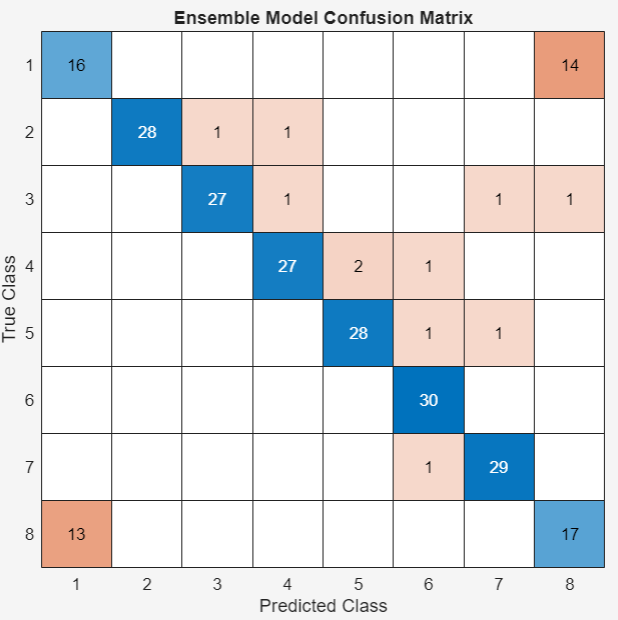 Ensemble Model Confusion Matrix
True Class
1 16 14
2 28 1 1
3 27 1 1 1
4 27 2 1
5 28 1 1
6 30
7 1 29
8 13 17
1 2 3 4 5 6 7 8
Predicted Class